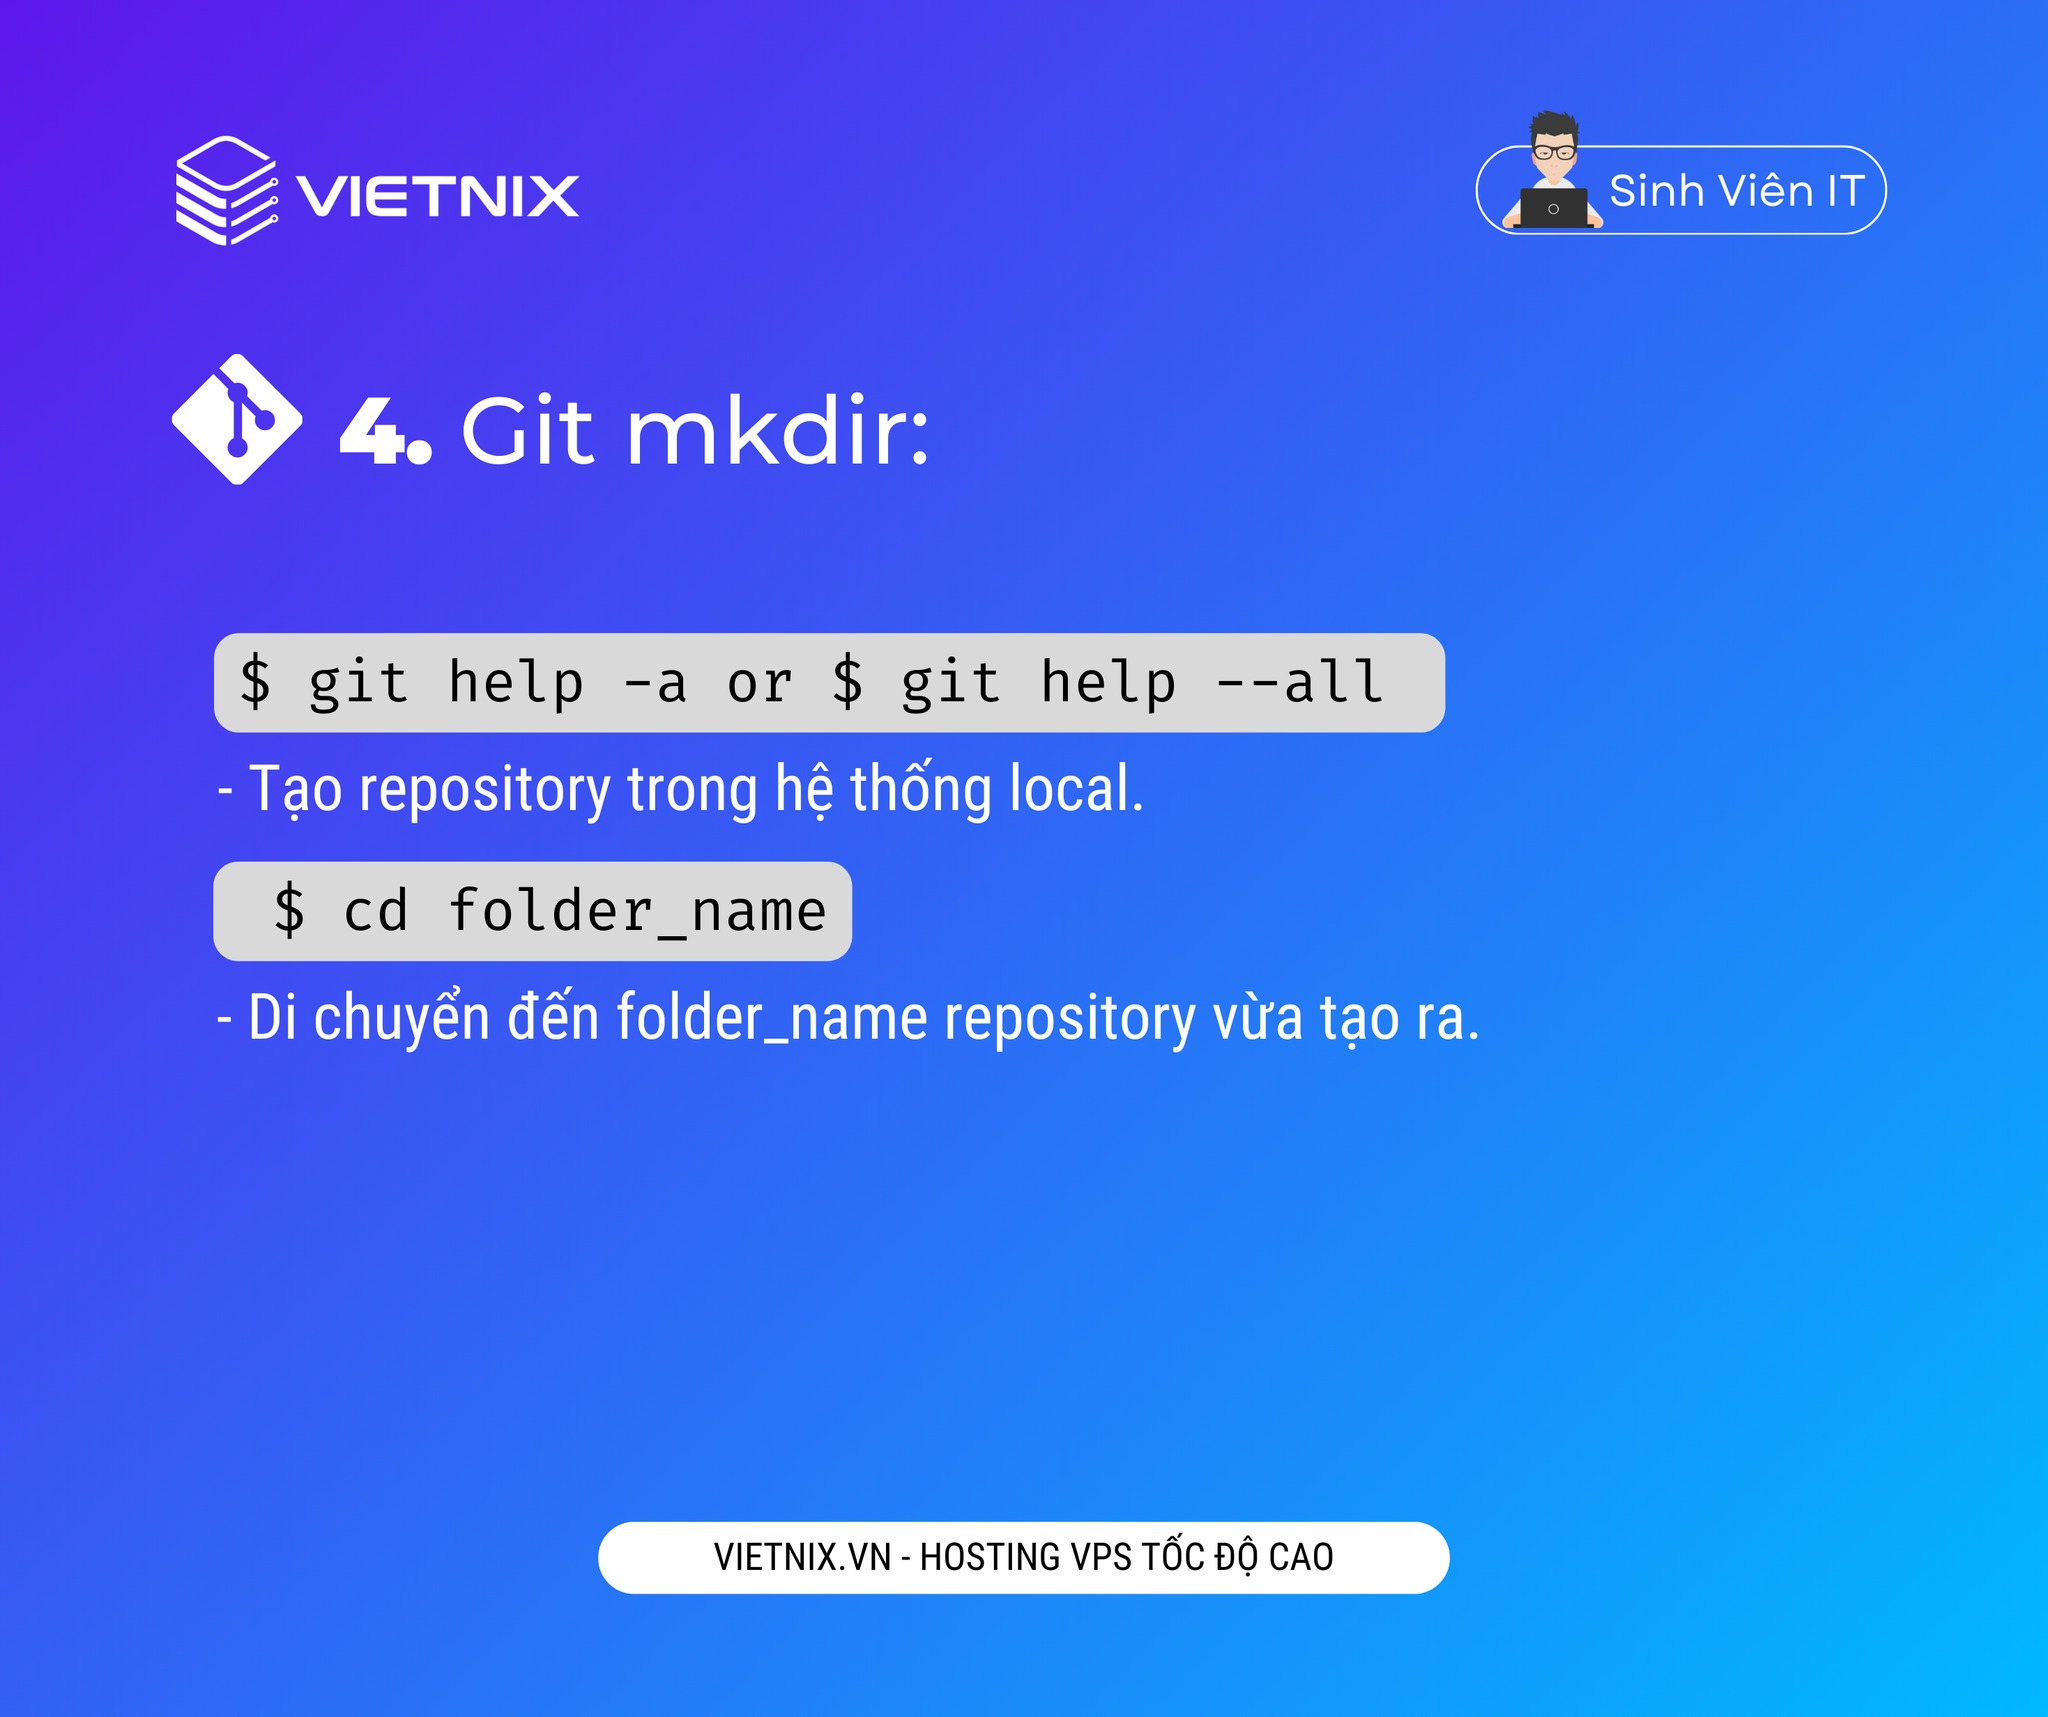 VIETNIX
Sinh Viên IT
4. Git mkdir:
$ git help -a or $ git help --all
- Tạo repository trong hệ thống local.
$ cd folder_name
- Di chuyển đến folder_name repository vừa tạo ra.
VIETNIX.VN - HOSTING VPS TỐC ĐỘ CAO